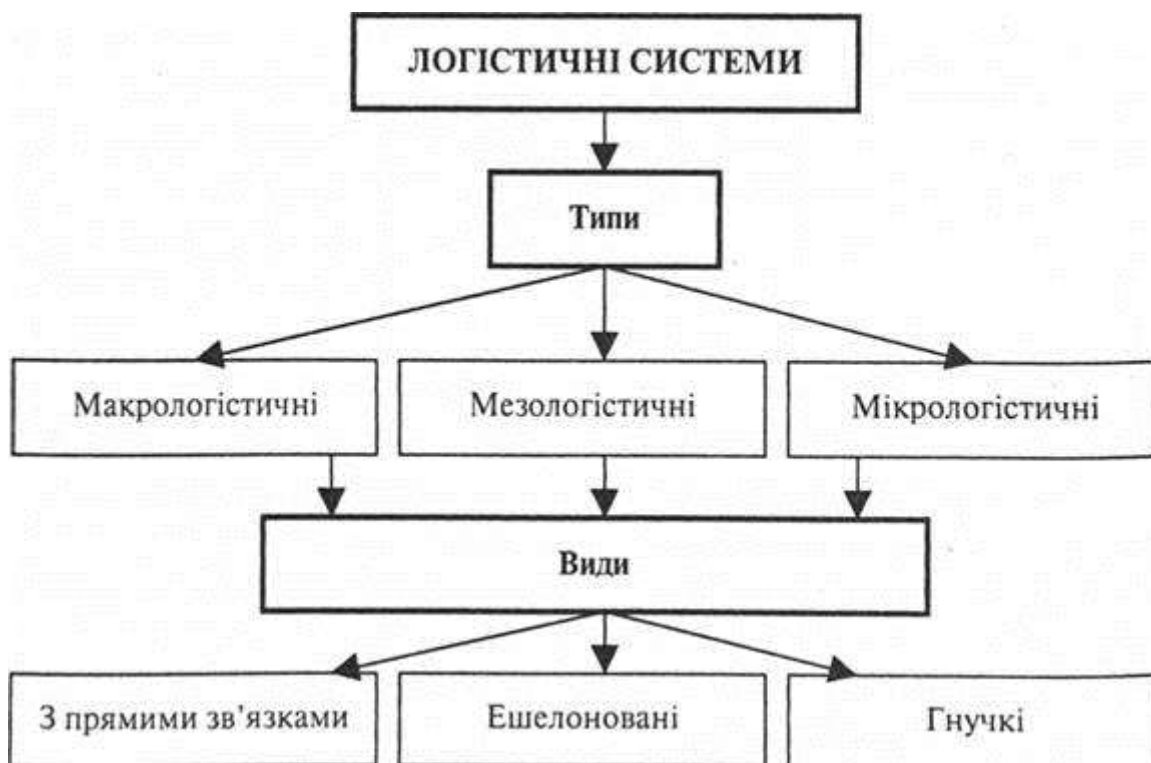 ЛОГІСТИЧНІ СИСТЕМИ
Типи
Макрологістичні
Мезологістичні
Мікрологістичні
Види
З прямими зв’язками
Ешелоновані
Гнучкі